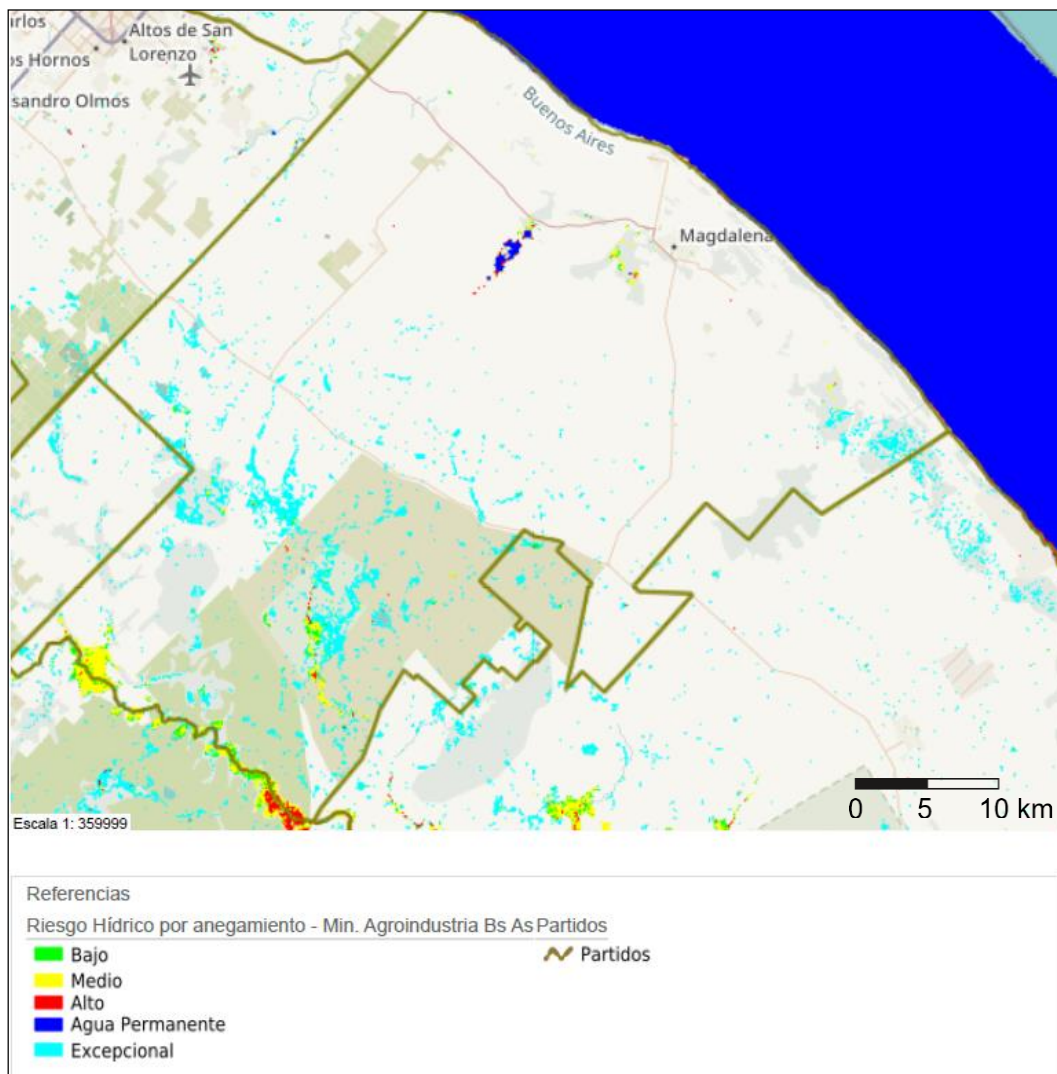 Altos de San
Lorenzo
Hornos
sandro Olmos
Buenos Aires
Magdalena
0 5 10 km
Escala 1: 359999
Referencias
Riesgo Hídrico por anegamiento - Min. Agroindustria Bs As Partidos
Bajo
Partidos
Medio
Alto
Agua Permanente
Excepcional